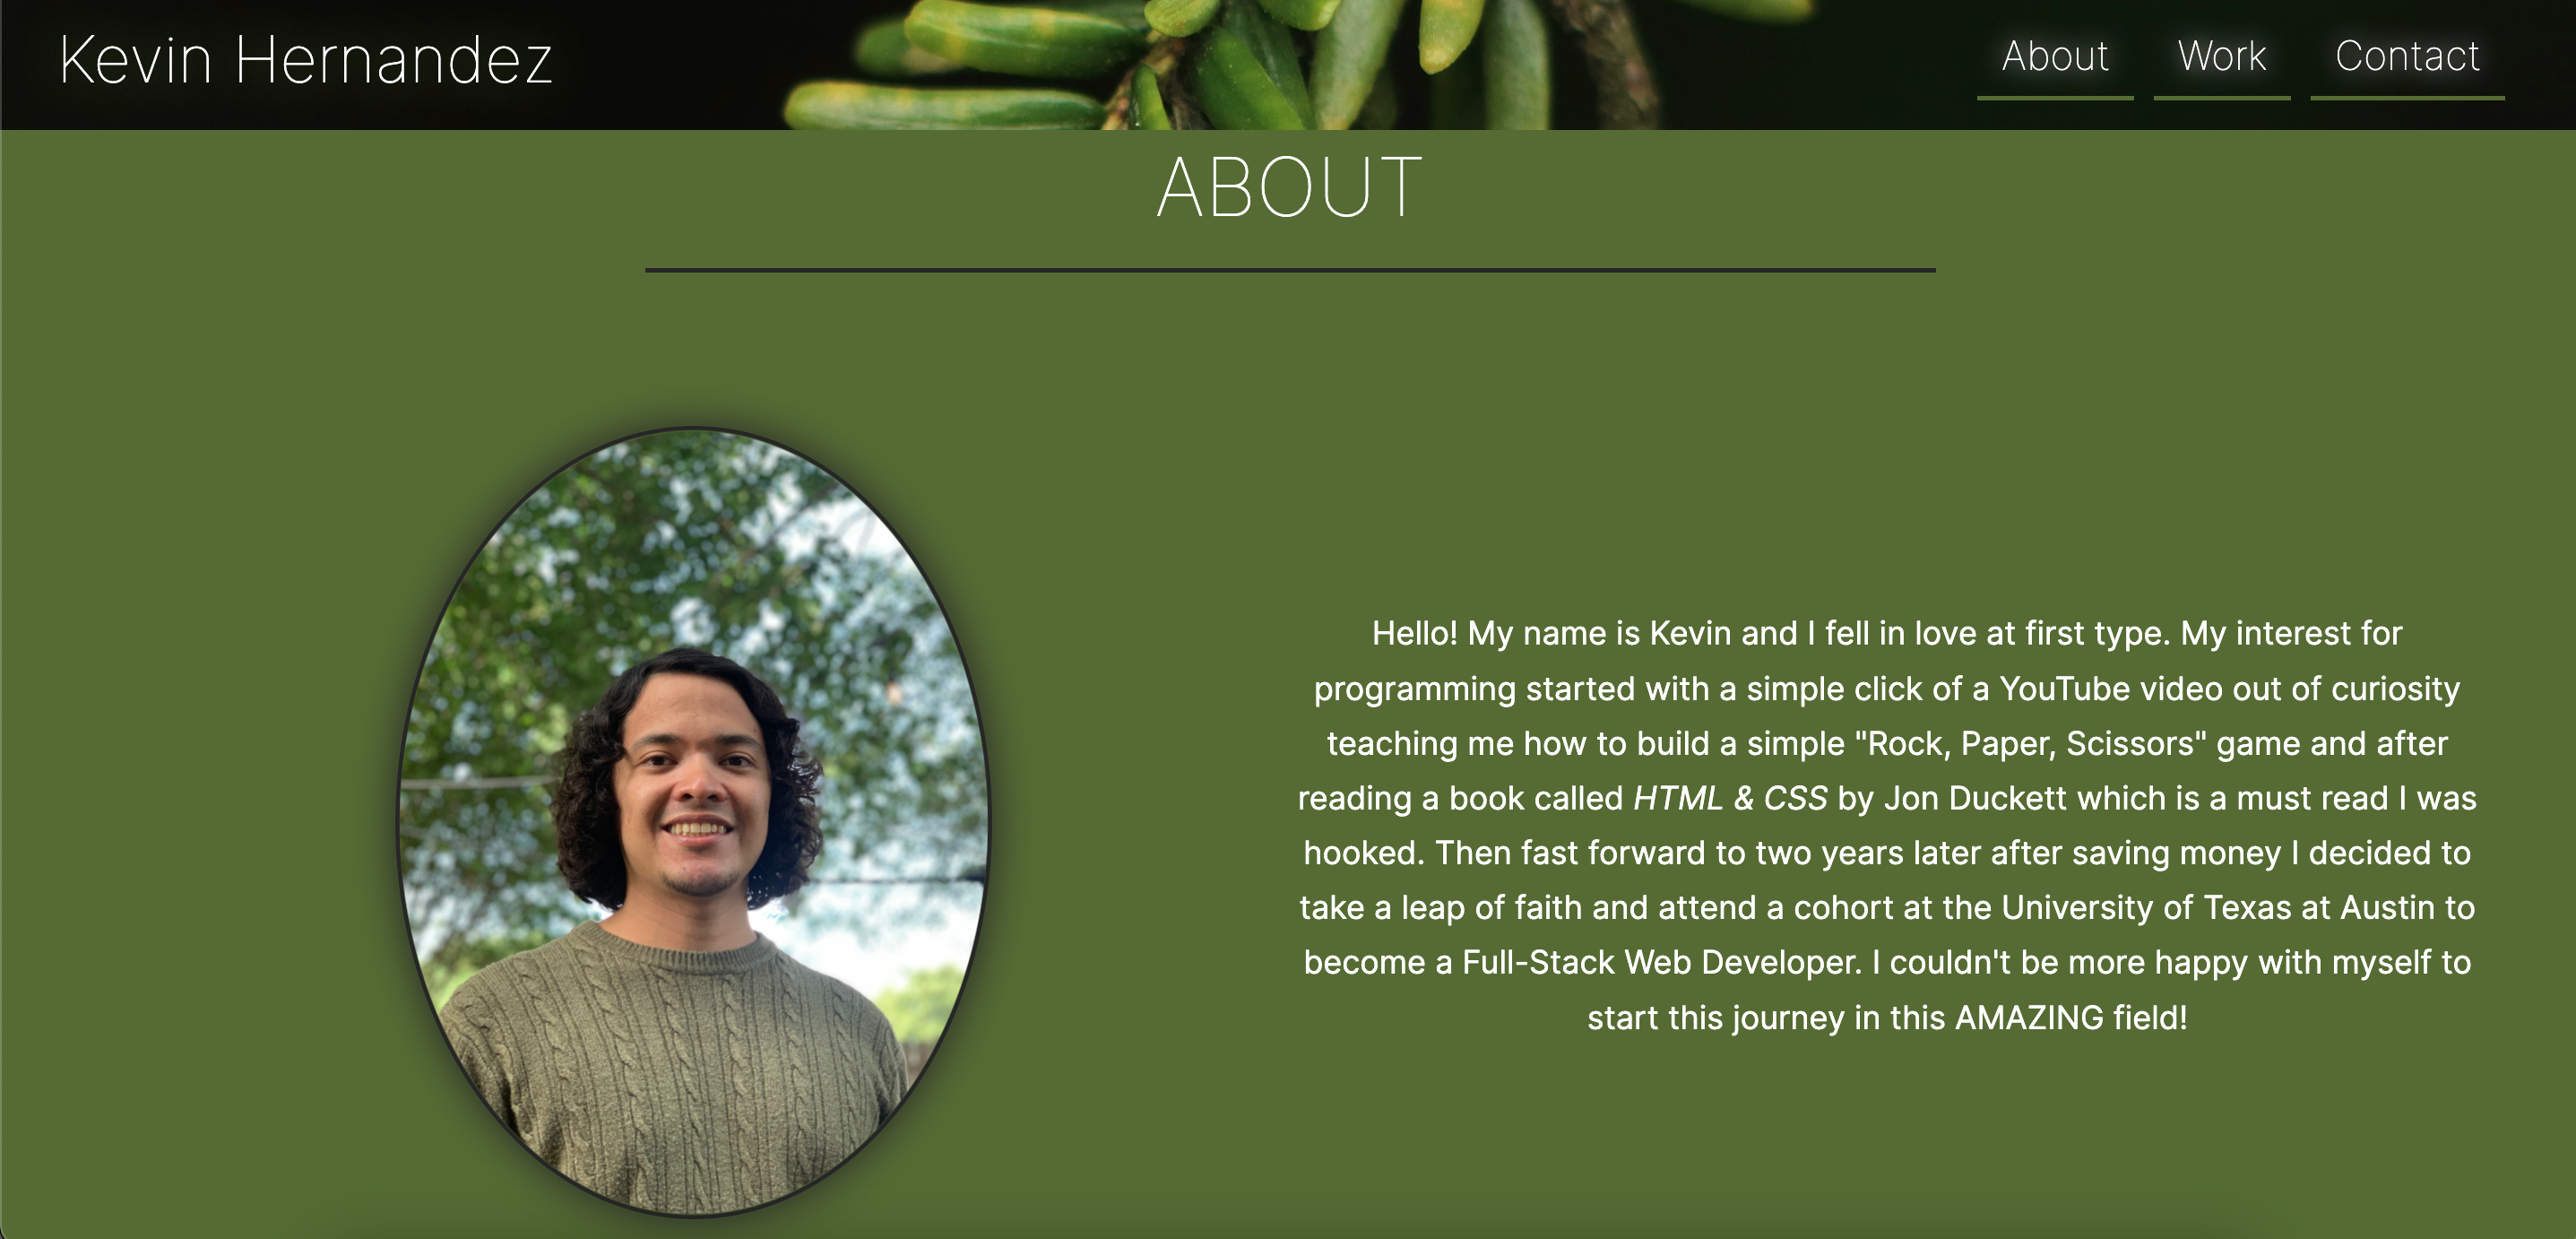 Kevin Hernandez
About Work Contact
ABOUT
Hello! My name is Kevin and I fell in love at first type. My interest for
programming started with a simple click of a YouTube video out of curiosity
teaching me how to build a simple "Rock, Paper, Scissors" game and after
reading a book called HTML & CSS by Jon Duckett which is a must read I was
hooked. Then fast forward to two years later after saving money I decided to
take a leap of faith and attend a cohort at the University of Texas at Austin to
become a Full-Stack Web Developer. I couldn't be more happy with myself to
start this journey in this AMAZING field!